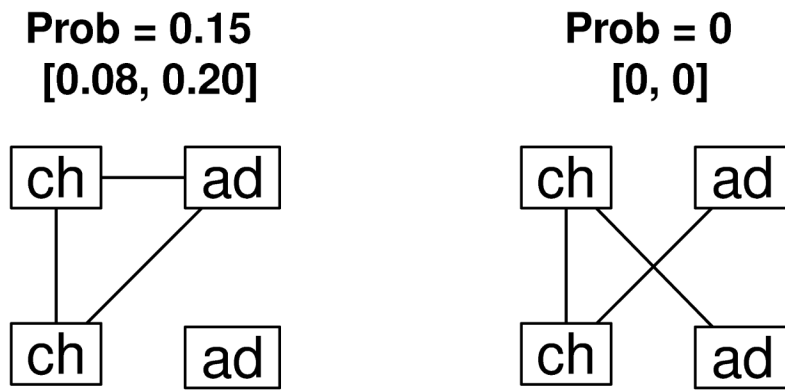 Prob = 0.15
[0.08, 0.20]
ch ad
ch ad
Prob = 0
[0, 0]
ch ad
ch ad